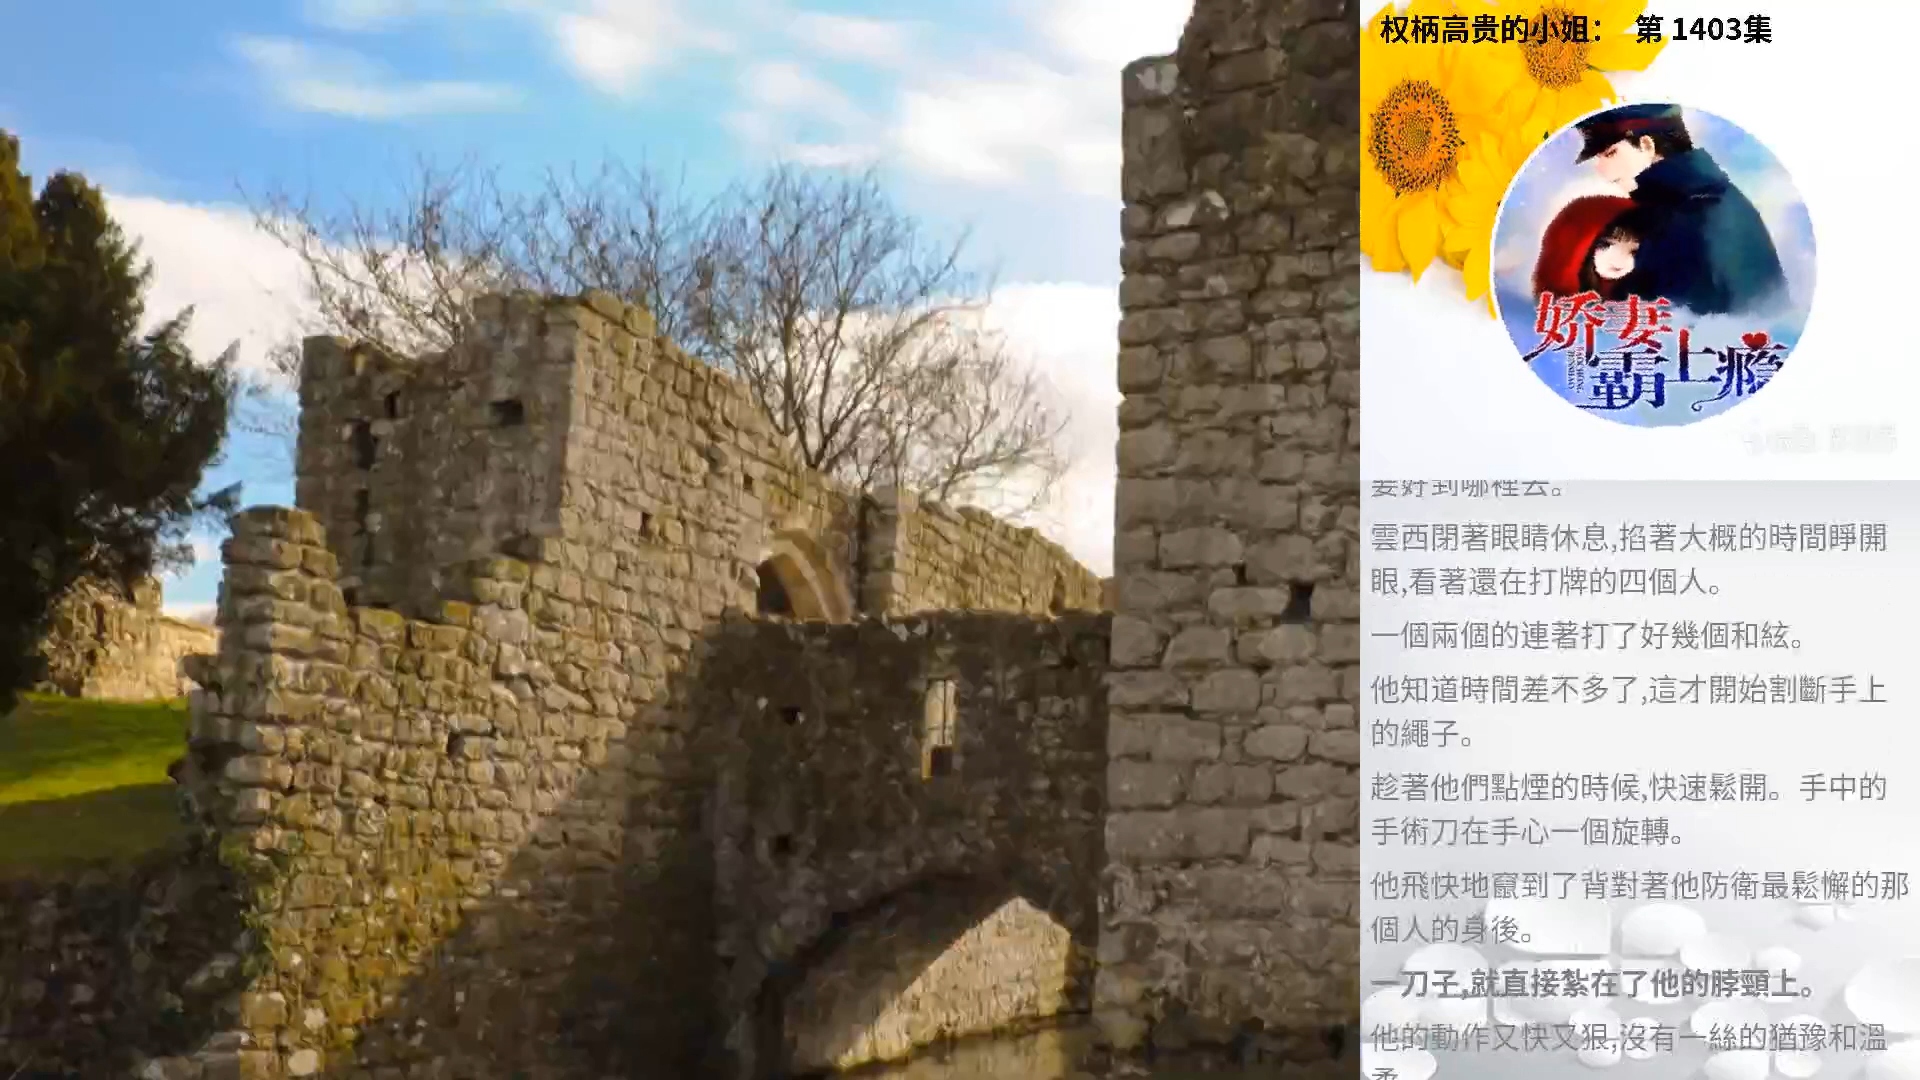 权柄高贵的小姐： 第 1403集
娇妻
霸上瘾
要好到哪裡去。
雲西閉著眼睛休息,掐著大概的時間睜開
眼,看著還在打牌的四個人。
一個兩個的連著打了好幾個和絃。
他知道時間差不多了,這才開始割斷手上
的繩子。
趁著他們點煙的時候,快速鬆開。手中的
手術刀在手心一個旋轉。
他飛快地竄到了背對著他防衛最鬆懈的那
個人的身後。
一刀子,就直接紮在了他的脖頸上。
他的動作又快又狠,沒有一絲的猶豫和溫
柔